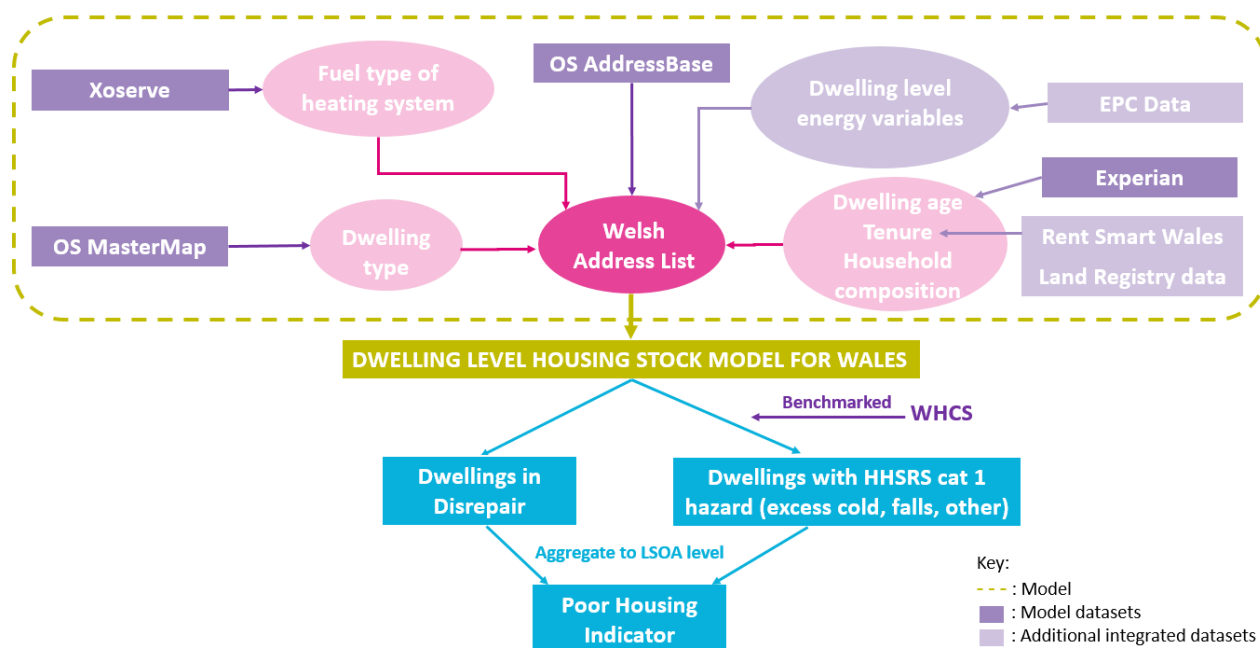 Xoserve
Fuel type of
heating system
OS AddressBase
Dwelling level
energy variables
EPC Data
Experian
OS MasterMap
Dwelling
type
Welsh
Address List
Dwelling age
Tenure
Household
composition
Rent Smart Wales
Land Registry data
DWELLING LEVEL HOUSING STOCK MODEL FOR WALES
Benchmarked
WHCS
Dwellings in
Disrepair
Dwellings with HHSRS cat 1
hazard (excess cold, falls, other)
Aggregate to LSOA level
Poor Housing
Indicator
Key:
: Model
: Model datasets
: Additional integrated datasets